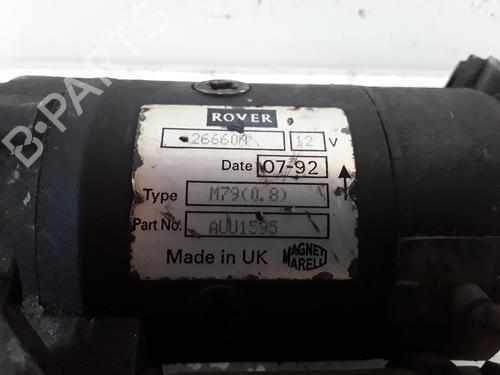 ROVER
26660A 12 V
Date 07-92
Type M79(0.8)
Part No. AUU1595
Made in UK MAGNETI MARELLI
B-PARTS